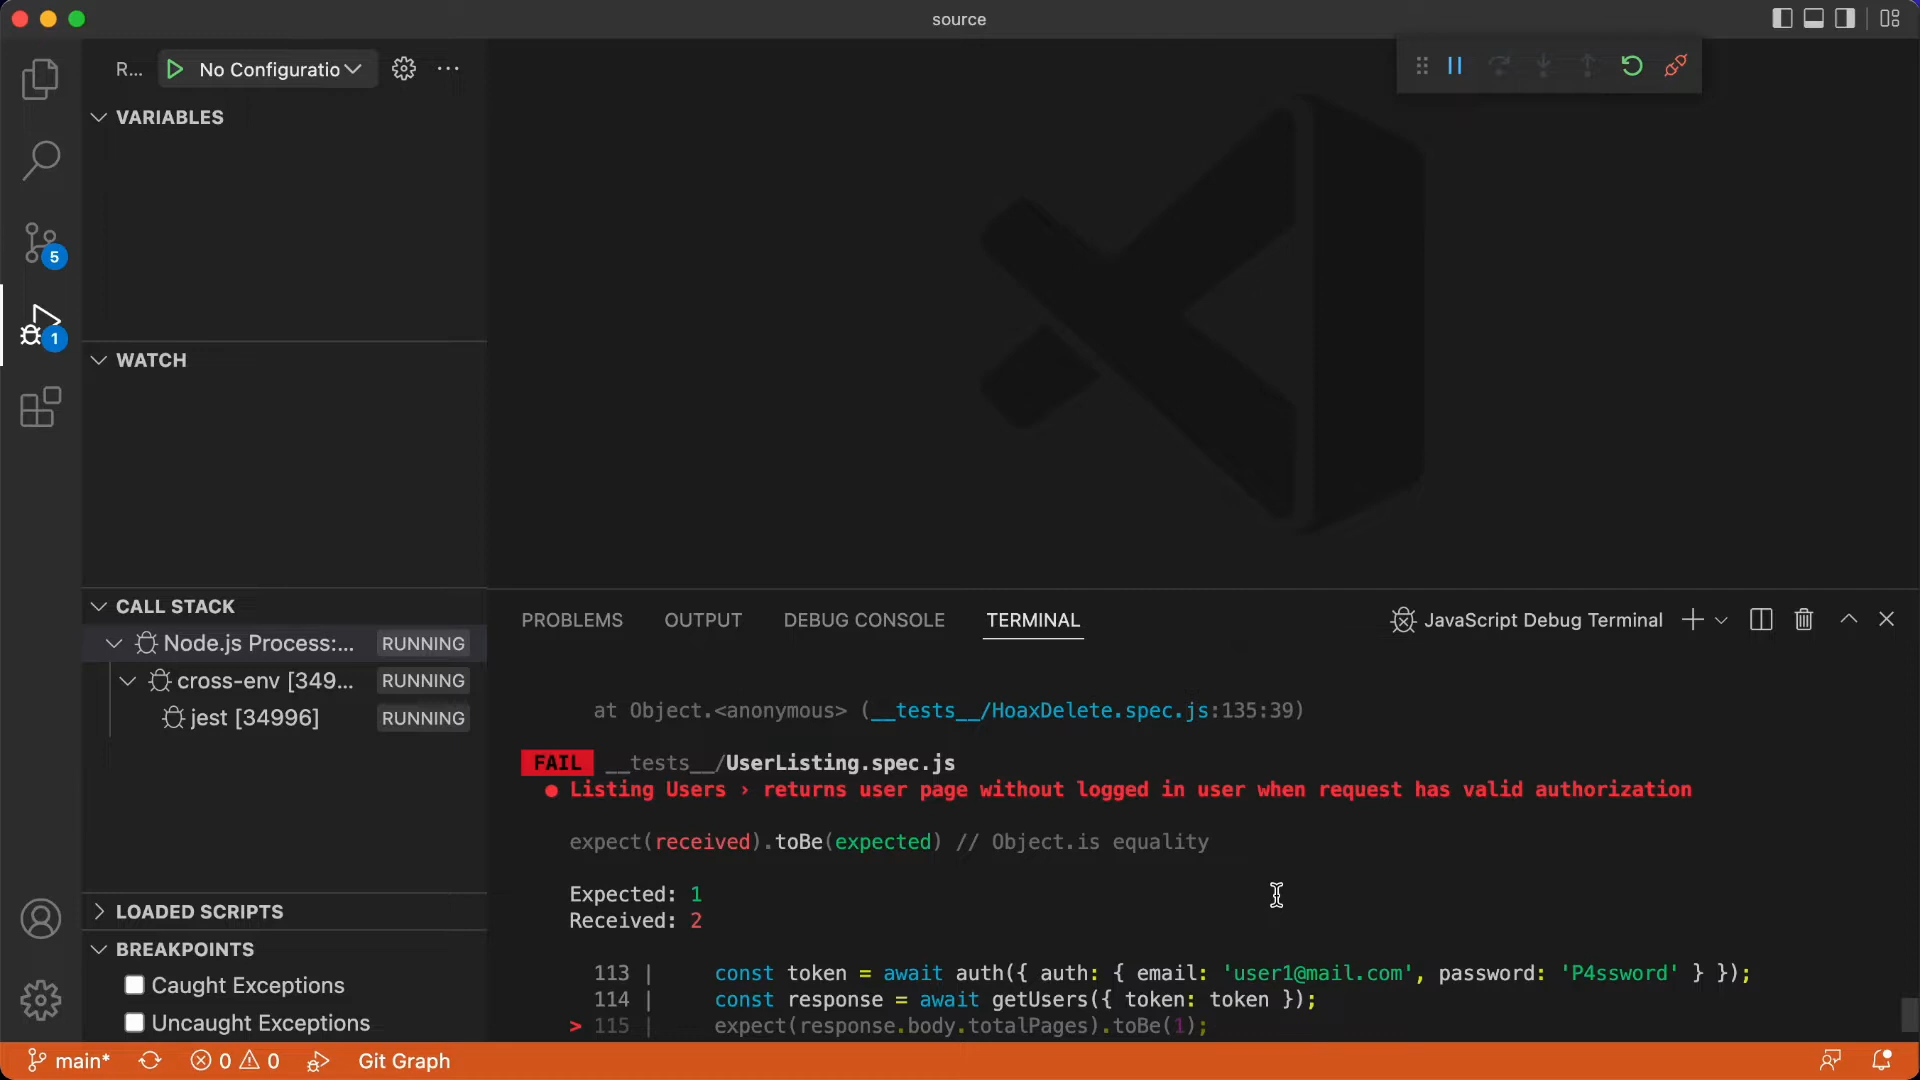 source
R...
No Configuratio
VARIABLES
5
1
WATCH
CALL STACK
Node.js Process:... RUNNING
cross-env [349... RUNNING
jest [34996] RUNNING
LOADED SCRIPTS
BREAKPOINTS
Caught Exceptions
Uncaught Exceptions
PROBLEMS OUTPUT DEBUG CONSOLE TERMINAL
JavaScript Debug Terminal
at Object.<anonymous> (__tests__/HoaxDelete.spec.js:135:39)
FAIL __tests__/UserListing.spec.js
● Listing Users › returns user page without logged in user when request has valid authorization
expect(received).toBe(expected) // Object.is equality
Expected: 1
Received: 2
113 | const token = await auth({ auth: { email: 'user1@mail.com', password: 'P4ssword' } });
114 | const response = await getUsers({ token: token });
> 115 | expect(response.body.totalPages).toBe(1);
main* 0 0 Git Graph